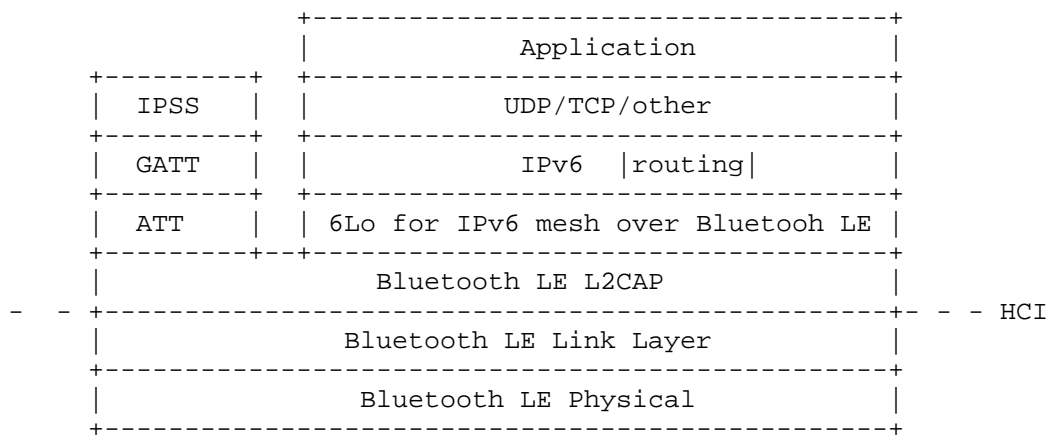 Application
IPSS UDP/TCP/other
GATT IPv6 |routing|
ATT 6Lo for IPv6 mesh over Bluetooh LE
Bluetooth LE L2CAP
HCI
Bluetooth LE Link Layer
Bluetooth LE Physical